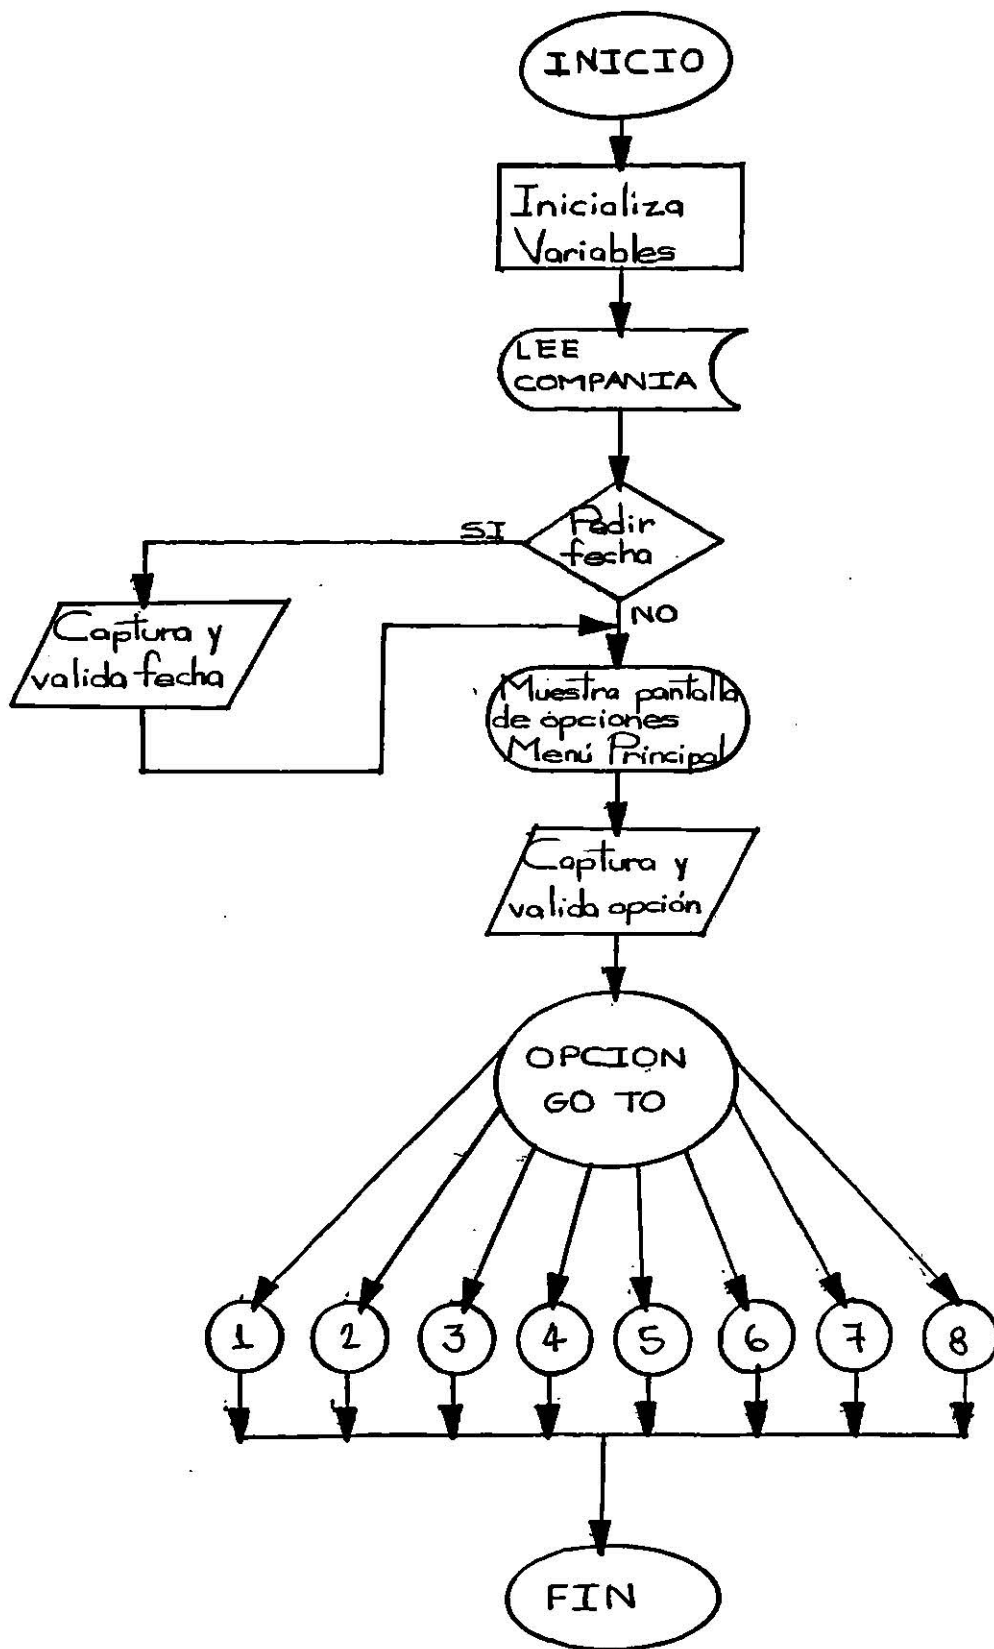 INICIO
Inicializa
Variables
LEE
COMPANIA
Pedir
fecha
SI
NO
Captura y
valida fecha
Muestra pantalla
de opciones
Menú Principal
Captura y
valida opción
OPCION
GO TO
1 2 3 4 5 6 7 8
FIN